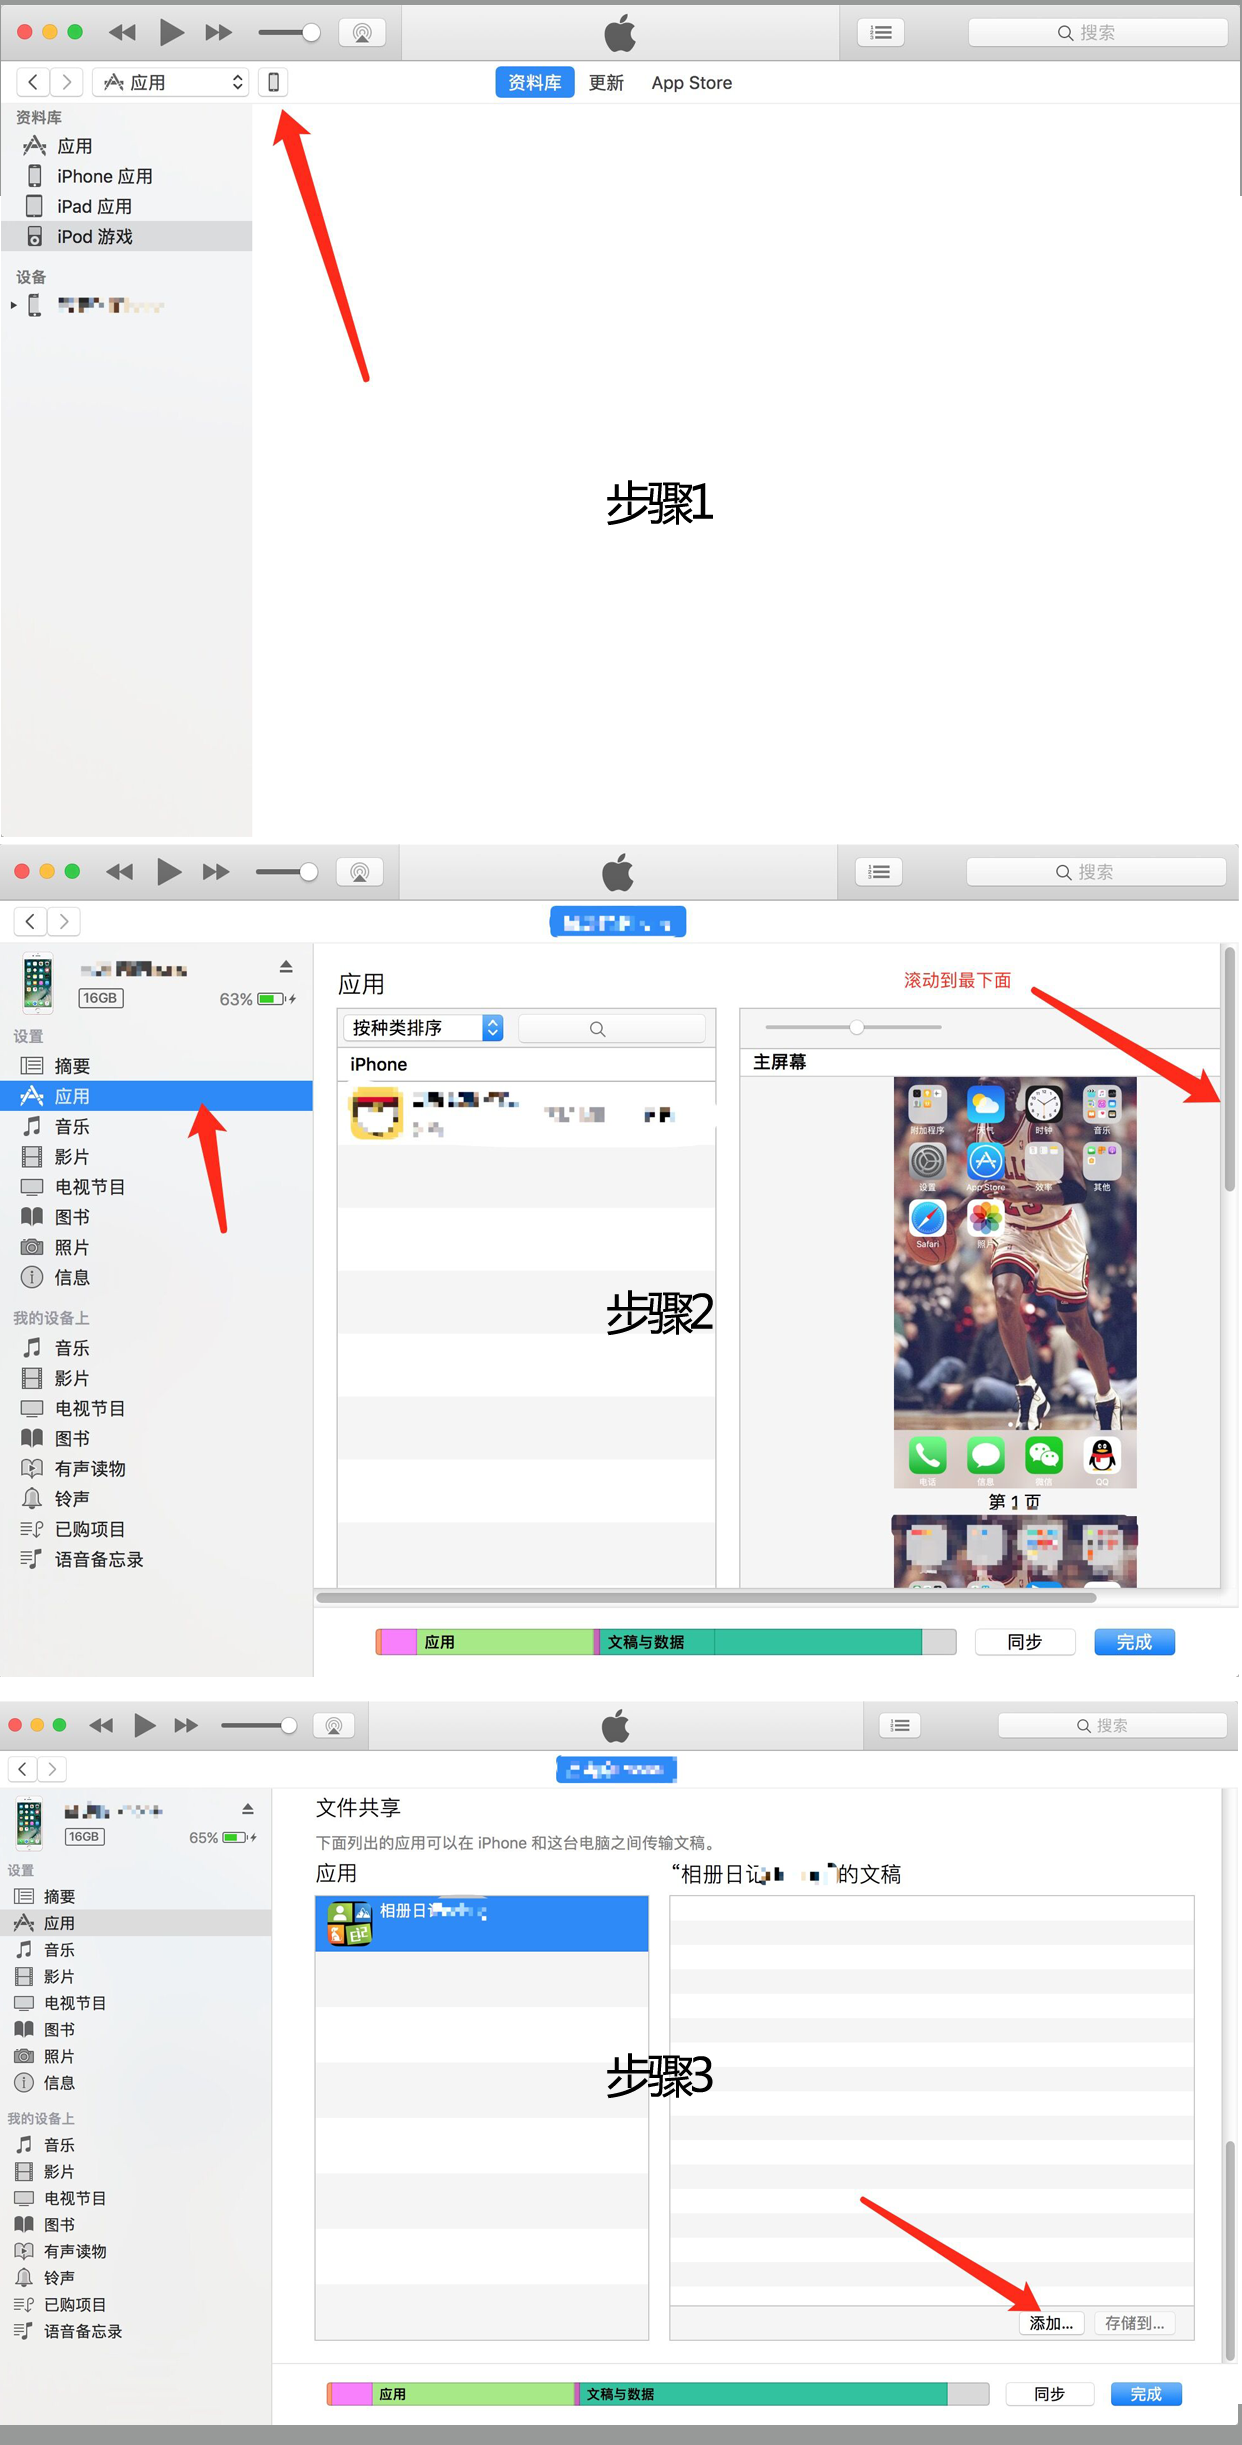 搜索
应用
资料库 更新 App Store
资料库
应用
iPhone 应用
iPad 应用
iPod 游戏
设备
步骤1
搜索
16GB 63%
设置
摘要
应用
音乐
影片
电视节目
图书
照片
信息
我的设备上
音乐
影片
电视节目
图书
有声读物
铃声
已购项目
语音备忘录
应用
滚动到最下面
按种类排序
iPhone
主屏幕
附加程序 天气 时钟 音乐
设置 App Store 效率 其他
Safari 照片
步骤2
电话 信息 微信 QQ
第 1 页
应用 文稿与数据 同步 完成
搜索
16GB 65%
设置
摘要
应用
音乐
影片
电视节目
图书
照片
信息
我的设备上
音乐
影片
电视节目
图书
有声读物
铃声
已购项目
语音备忘录
文件共享
下面列出的应用可以在 iPhone 和这台电脑之间传输文稿。
应用
“相册日记 ”的文稿
相册日记
日记
步骤3
添加... 存储到...
应用 文稿与数据 同步 完成